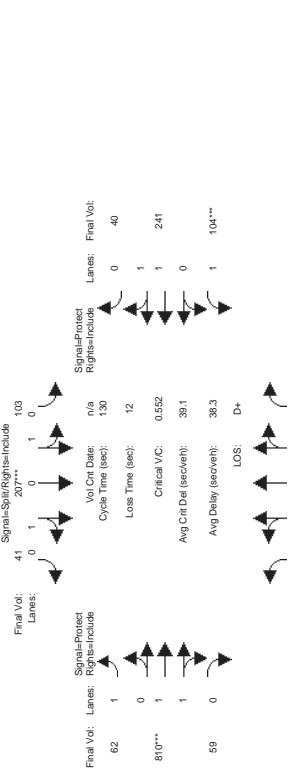 Signal=Split/Rights=Include
Final Vol: 41 207*** 103
Lanes: 0 1 0 1 0
Signal=Protect Signal=Protect
Final Vol: Lanes: Rights=Include Vol Cnt Date: n/a Rights=Include Lanes: Final Vol:
Cycle Time (sec): 130
62 1 0 40
Loss Time (sec): 12
0 1
810*** 1 Critical V/C: 0.552 1 241
1 Avg Crit Del (sec/veh): 39.1 0
59 0 Avg Delay (sec/veh): 38.3 1 104***
LOS: D+